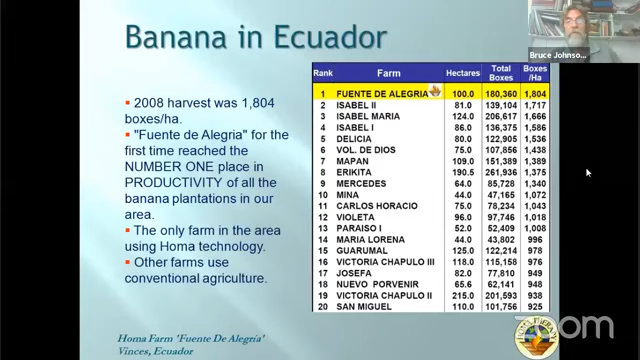 Banana in Ecuador
Bruce Johnso...
2008 harvest was 1,804
boxes/ha.
"Fuente de Alegria" for the
first time reached the
NUMBER ONE place in
PRODUCTIVITY of all the
banana plantations in our
area.
The only farm in the area
using Homa technology.
Other farms use
conventional agriculture.
Rank Farm Hectares Total Boxes Boxes/Ha
1 FUENTE DE ALEGRIA 100.0 180,360 1,804
2 ISABEL II 81.0 139,104 1,717
3 ISABEL MARIA 124.0 206,617 1,666
4 ISABEL I 86.0 136,375 1,586
5 DELICIA 80.0 122,905 1,536
6 VOL. DE DIOS 75.0 107,856 1,438
7 MAPAN 109.0 151,389 1,389
8 ERIKITA 190.5 261,936 1,375
9 MERCEDES 64.0 85,728 1,340
10 MINA 44.0 47,165 1,072
11 CARLOS HORACIO 75.0 78,234 1,043
12 VIOLETA 96.0 97,746 1,018
13 PARAISO I 52.0 52,409 1,008
14 MARIA LORENA 44.0 43,802 996
15 GUARUMAL 125.0 122,214 978
16 VICTORIA CHAPULO III 118.0 115,158 976
17 JOSEFA 82.0 77,810 949
18 NUEVO PORVENIR 65.6 62,141 948
19 VICTORIA CHAPULO II 215.0 201,593 938
20 SAN MIGUEL 110.0 101,756 925
Homa Farm 'Fuente De Alegría'
Vinces, Ecuador
zoom